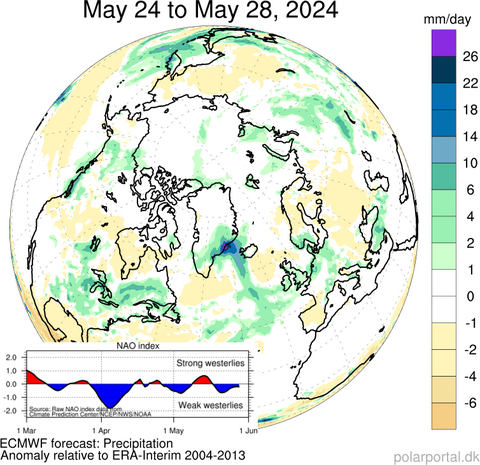 May 24 to May 28, 2024
mm/day
26
22
18
14
10
6
4
2
1
0
-1
-2
-4
-6
NAO index
2.0
1.0
0.0
-1.0
-2.0
Strong westerlies
Weak westerlies
Source: Raw NAO index data from
Climate Prediction Center/NCEP/NWS/NOAA
1 Mar 1 Apr 1 May 1 Jun
ECMWF forecast: Precipitation
Anomaly relative to ERA-Interim 2004-2013
polarportal.dk